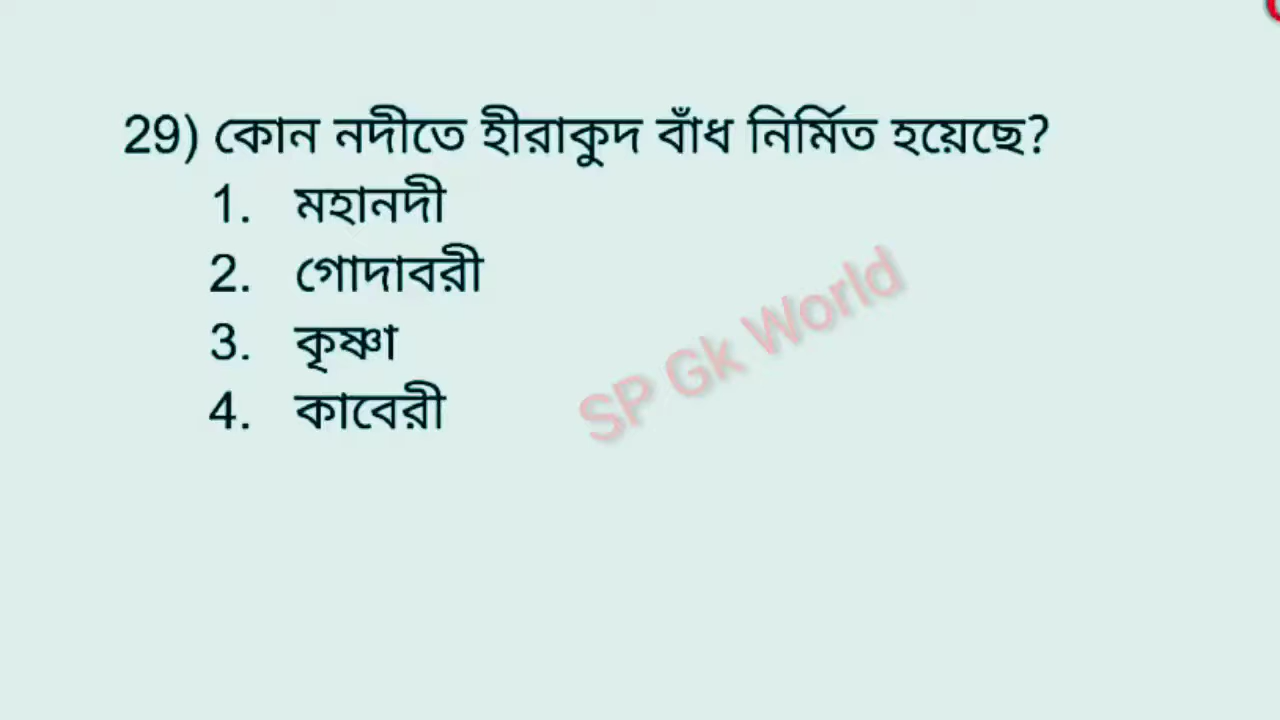 29) কোন নদীতে হীরাকুদ বাঁধ নির্মিত হয়েছে?
1. মহানদী
2. গোদাবরী
3. কৃষ্ণা
4. কাবেরী
SP Gk World